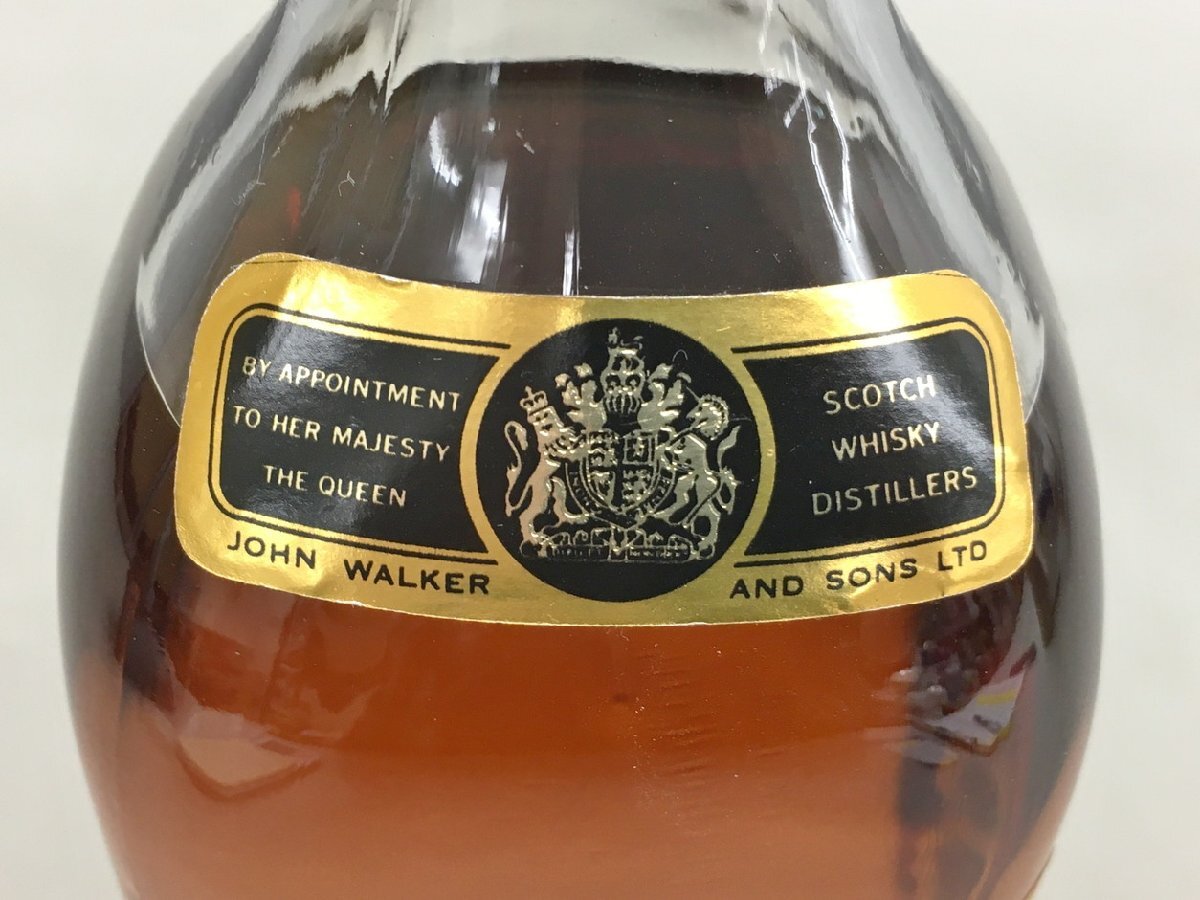 BY APPOINTMENT
TO HER MAJESTY
THE QUEEN
SCOTCH
WHISKY
DISTILLERS
JOHN WALKER AND SONS LTD